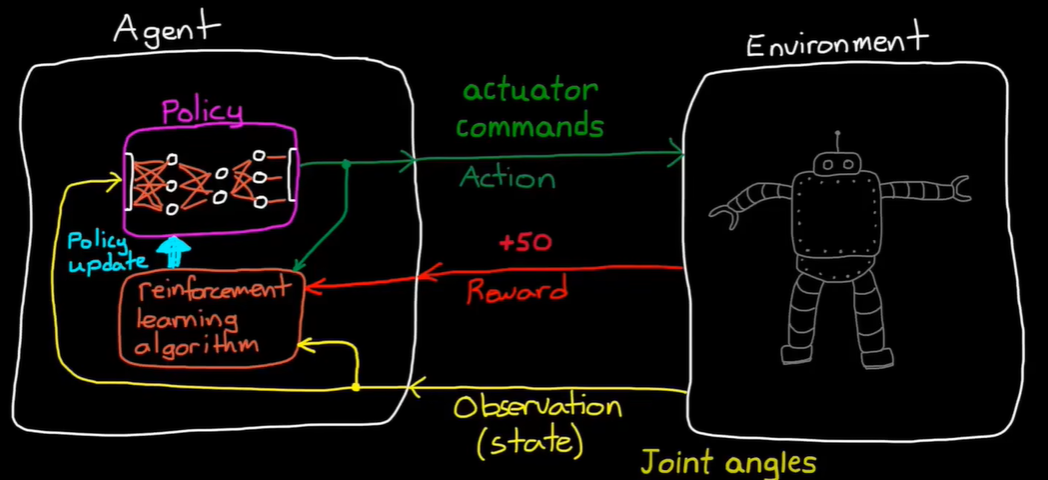 Agent
Environment
Policy
actuator
commands
Action
Policy
update
+50
Reward
reinforcement
learning
algorithm
Observation
(state)
Joint angles